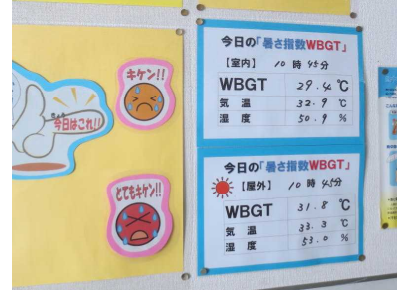 キケン!!
今日はこれ!!
とてもキケン!!
今日の「暑さ指数WBGT」
【室内】 10時45分
WBGT 29.4 ℃
気温 32.9 ℃
湿度 50.9 %
今日の「暑さ指数WBGT」
【屋外】 10時45分
WBGT 31.8 ℃
気温 33.3 ℃
湿度 53.0 %